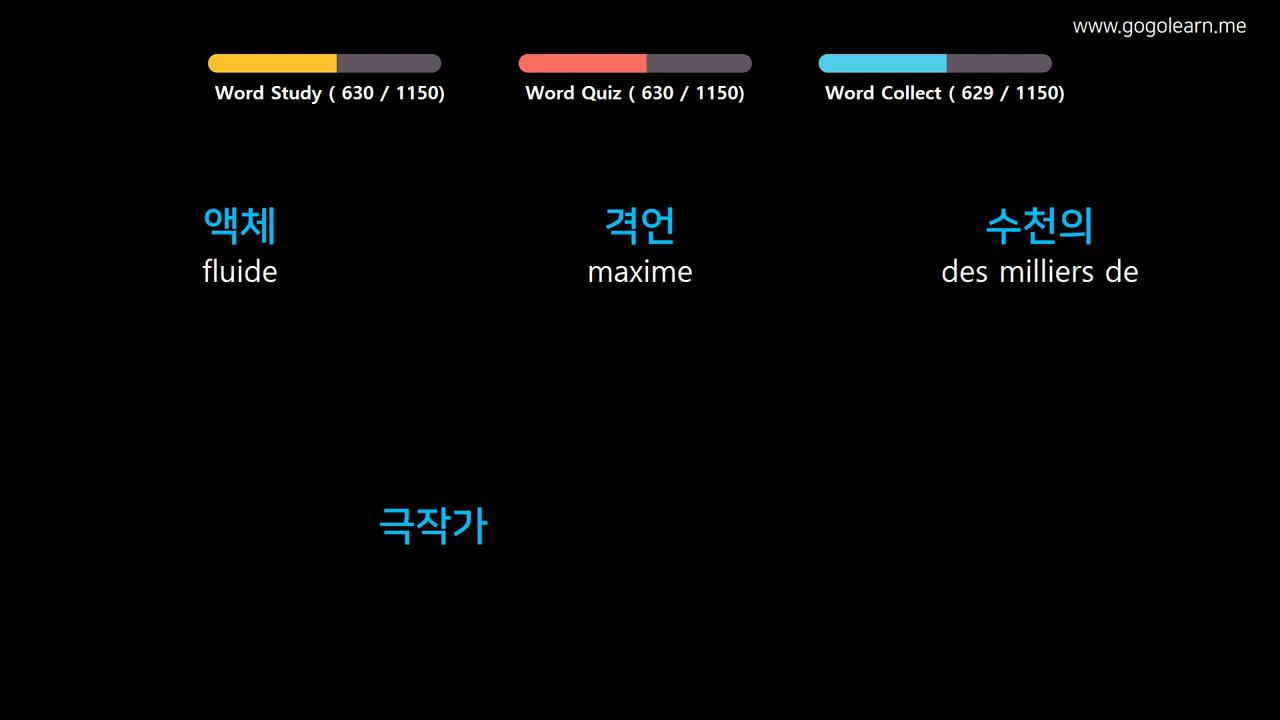 www.gogolearn.me
Word Study ( 630 / 1150)
Word Quiz ( 630 / 1150)
Word Collect ( 629 / 1150)
액체
fluide
격언
maxime
수천의
des milliers de
극작가